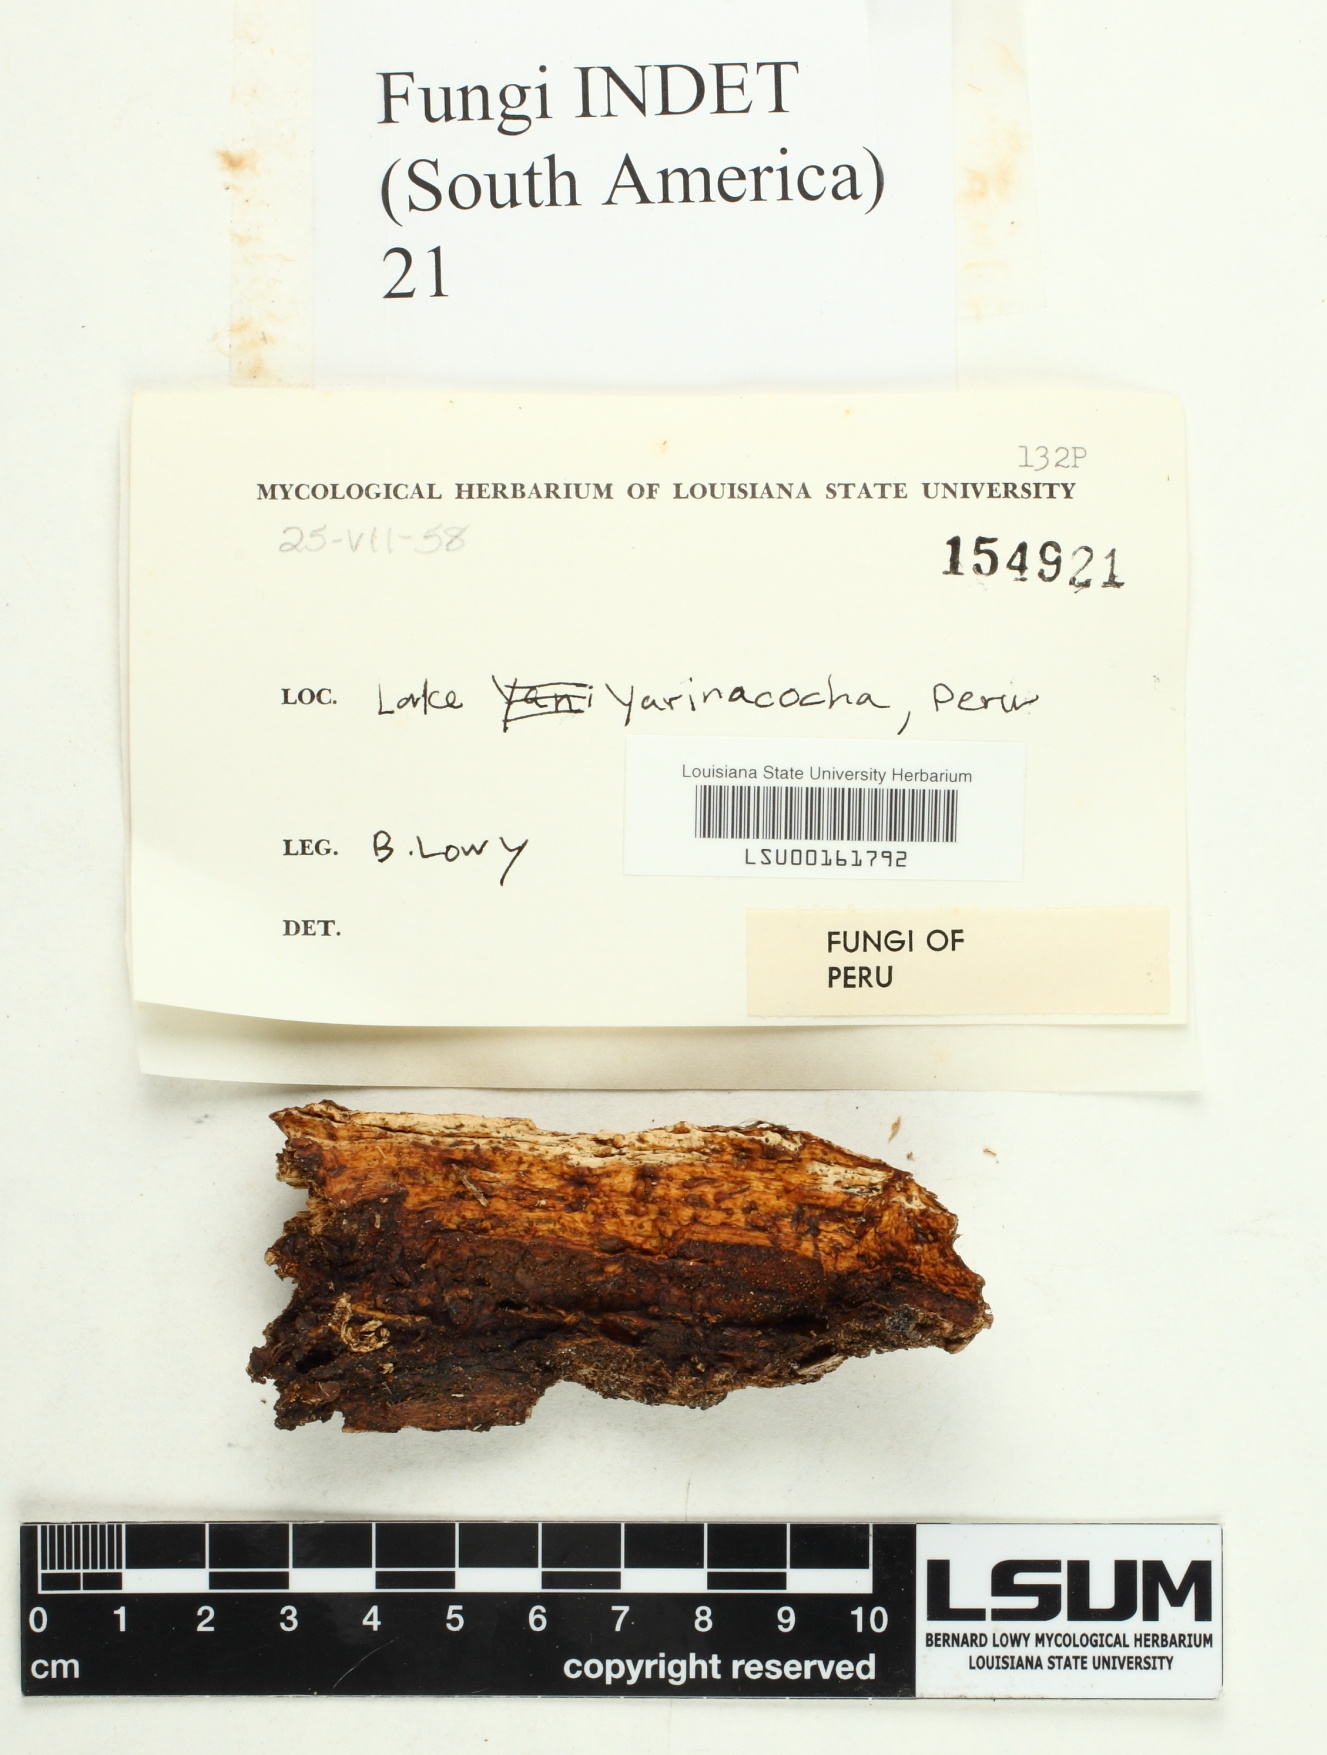 Fungi INDET
(South America)
21
132P
MYCOLOGICAL HERBARIUM OF LOUISIANA STATE UNIVERSITY
25-VII-58
154921
LOC. Lake Yani Yarinacocha, Peru
Louisiana State University Herbarium
LSU00161792
LEG. B. Lowy
DET.
FUNGI OF
PERU
0 1 2 3 4 5 6 7 8 9 10
cm
copyright reserved
LSUM
BERNARD LOWY MYCOLOGICAL HERBARIUM
LOUISIANA STATE UNIVERSITY